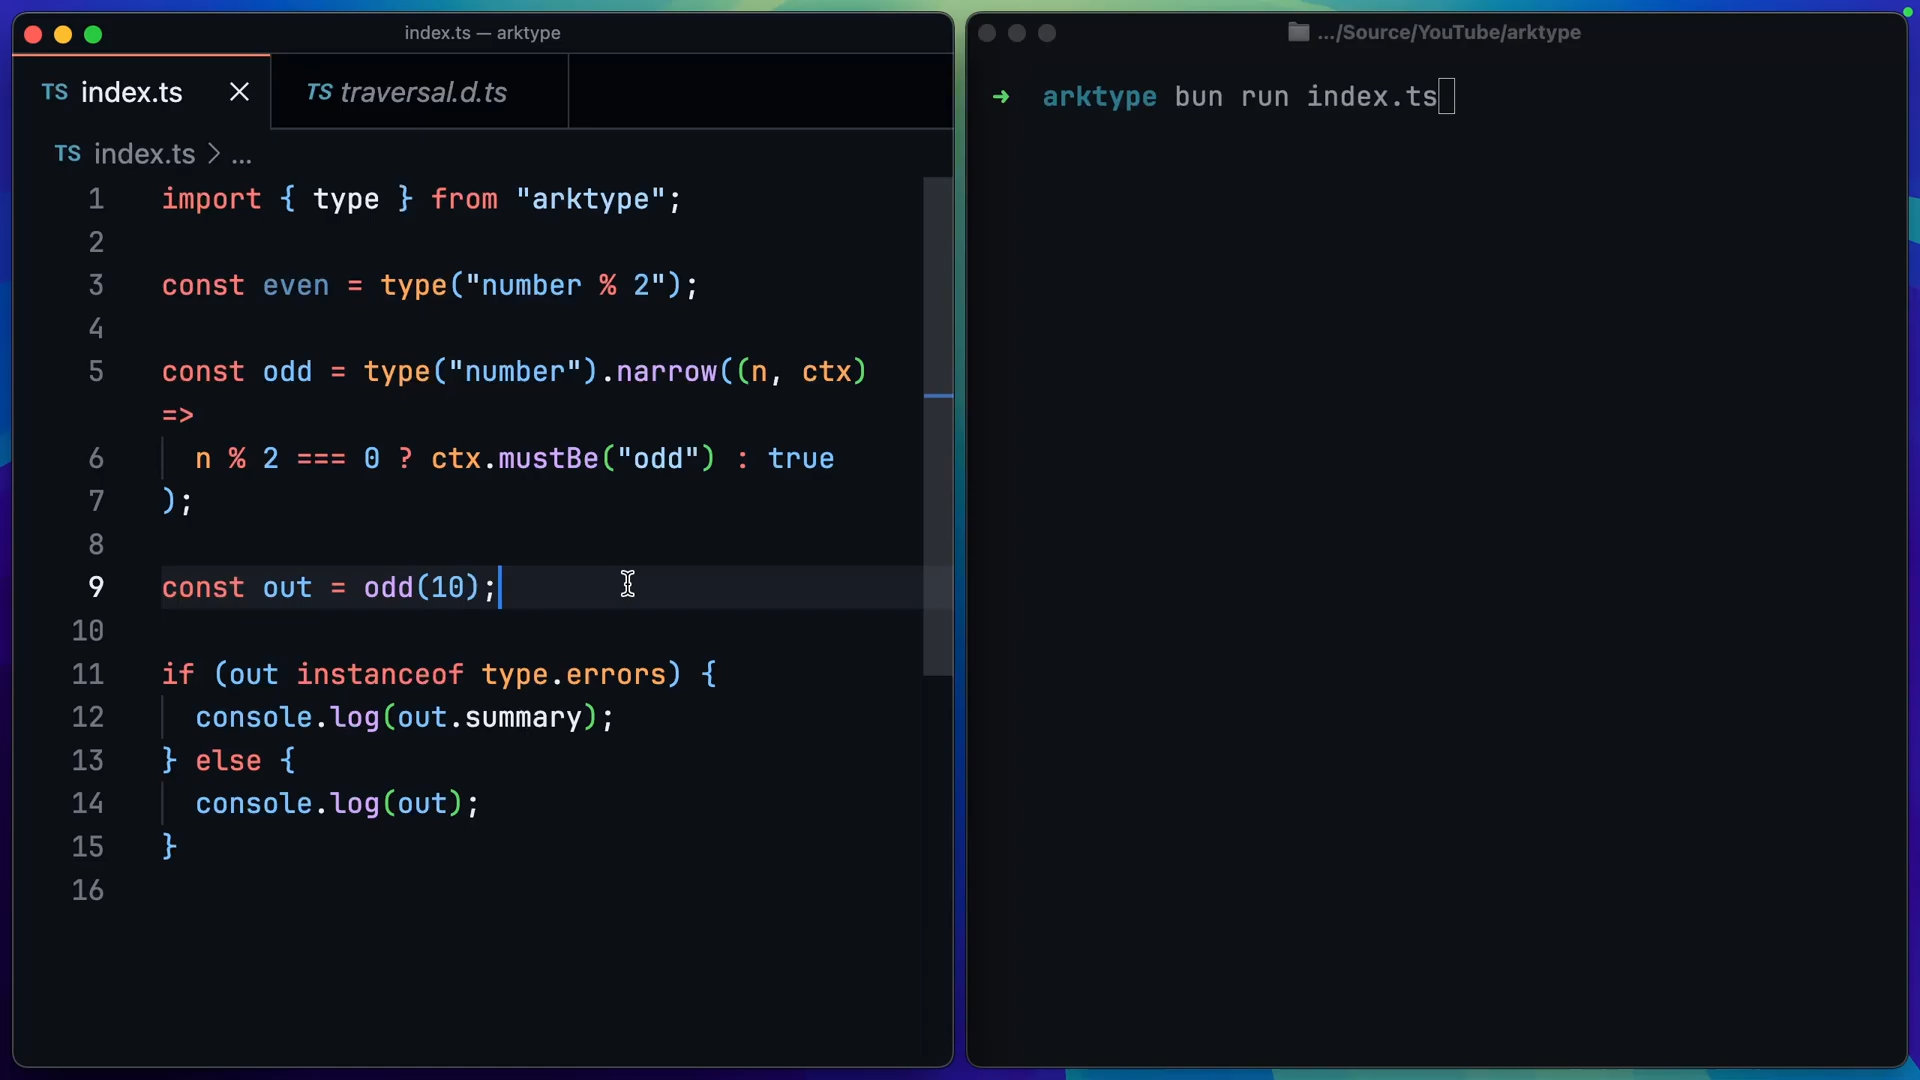 index.ts — arktype
TS index.ts
TS traversal.d.ts
TS index.ts > ...
1 import { type } from "arktype";
2
3 const even = type("number % 2");
4
5 const odd = type("number").narrow((n, ctx)
=>
6 n % 2 === 0 ? ctx.mustBe("odd") : true
7 );
8
9 const out = odd(10);
10
11 if (out instanceof type.errors) {
12 console.log(out.summary);
13 } else {
14 console.log(out);
15 }
16
.../Source/YouTube/arktype
➜ arktype bun run index.ts